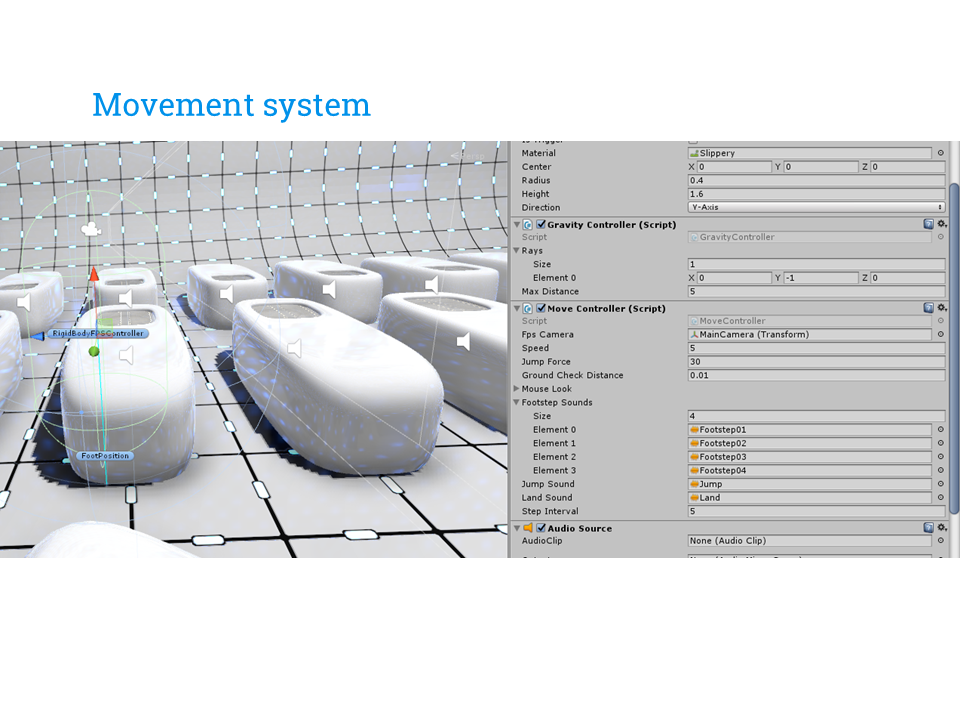 Movement system
Material Slippery
Center X 0 Y 0 Z 0
Radius 0.4
Height 1.6
Direction Y-Axis
Gravity Controller (Script)
Script GravityController
Rays
Size 1
Element 0 X 0 Y -1 Z 0
Max Distance 5
Move Controller (Script)
Script MoveController
Fps Camera MainCamera (Transform)
Speed 5
Jump Force 30
Ground Check Distance 0.01
Mouse Look
Footstep Sounds
Size 4
Element 0 Footstep01
Element 1 Footstep02
Element 2 Footstep03
Element 3 Footstep04
Jump Sound Jump
Land Sound Land
Step Interval 5
Audio Source
AudioClip None (Audio Clip)
RigidBodyFPSController
FootPosition